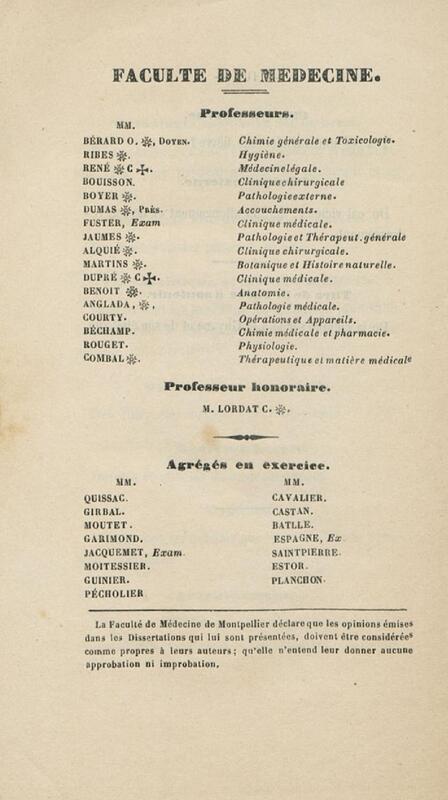 FACULTE DE MEDECINE.
Professeurs.
MM.
BÉRARD O. ❉, DOYEN. Chimie générale et Toxicologie.
RIBES ❉. Hygiène.
RENÉ ❉ C ✠. Médecine légale.
BOUISSON. Clinique chirurgicale
BOYER ❉. Pathologie externe.
DUMAS ❉, PRÉS. Accouchements.
FUSTER, Exam Clinique médicale.
JAUMES ❉. Pathologie et Thérapeut. générale
ALQUIÉ ❉. Clinique chirurgicale.
MARTINS ❉. Botanique et Histoire naturelle.
DUPRÉ ❉ C ✠. Clinique médicale.
BENOIT ❉. Anatomie.
ANGLADA, ❉, Pathologie médicale.
COURTY. Opérations et Appareils.
BÉCHAMP. Chimie médicale et pharmacie.
ROUGET. Physiologie.
COMBAL ❉. Thérapeutique et matière médicale
Professeur honoraire.
M. LORDAT C. ❉.
Agrégés en exercice.
MM. MM.
QUISSAC. CAVALIER.
GIRBAL. CASTAN.
MOUTET. BATLLE.
GARIMOND. ESPAGNE, Ex.
JACQUEMET, Exam. SAINTPIERRE.
MOITESSIER. ESTOR.
GUINIER. PLANCHON.
PÉCHOLIER
La Faculté de Médecine de Montpellier déclare que les opinions émises
dans les Dissertations qui lui sont présentées, doivent être considérées
comme propres à leurs auteurs; qu'elle n'entend leur donner aucune
approbation ni improbation.